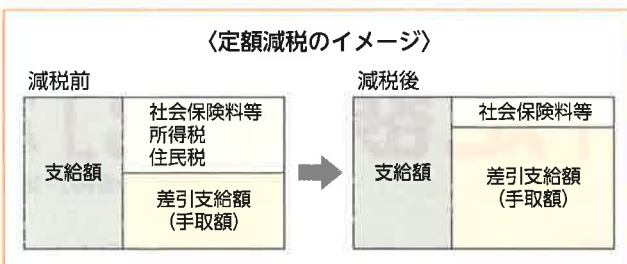 〈定額減税のイメージ〉
減税前
支給額
社会保険料等
所得税
住民税
差引支給額
(手取額)
減税後
支給額
社会保険料等
差引支給額
(手取額)